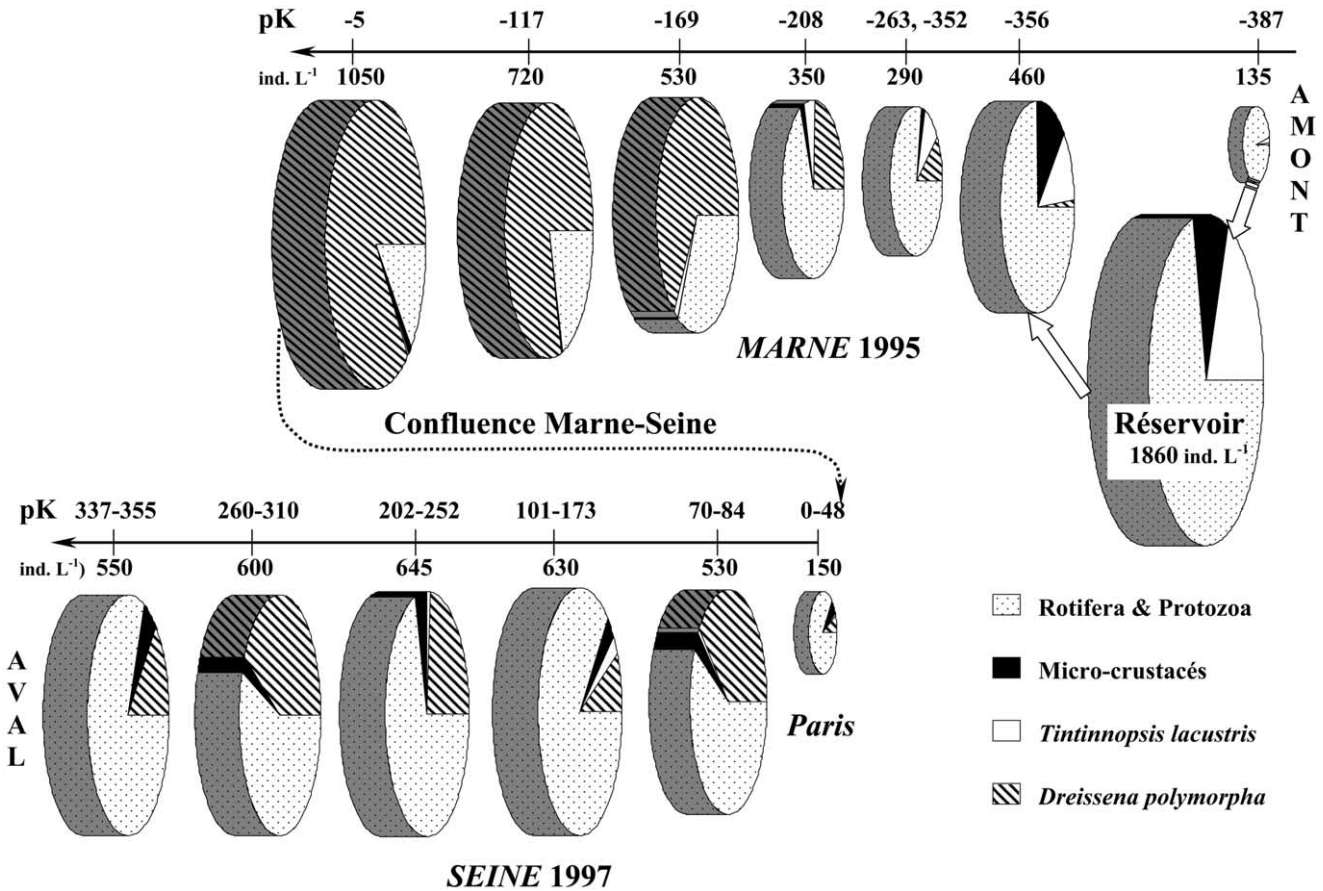 pK -5 -117 -169 -208 -263, -352 -356 -387
ind. L⁻¹ 1050 720 530 350 290 460 135
AMONT
MARNE 1995
Confluence Marne-Seine
Réservoir
1860 ind. L⁻¹
pK 337-355 260-310 202-252 101-173 70-84 0-48
ind. L⁻¹) 550 600 645 630 530 150
AVAL
Paris
SEINE 1997
Rotifera & Protozoa
Micro-crustacés
Tintinnopsis lacustris
Dreissena polymorpha